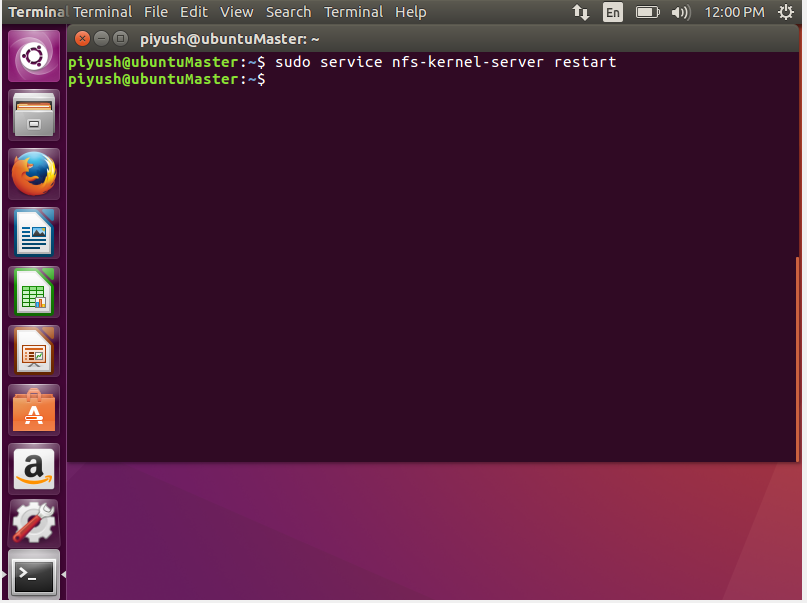 Terminal Terminal File Edit View Search Terminal Help En 12:00 PM
piyush@ubuntuMaster: ~
piyush@ubuntuMaster:~$ sudo service nfs-kernel-server restart
piyush@ubuntuMaster:~$
A
a
>_